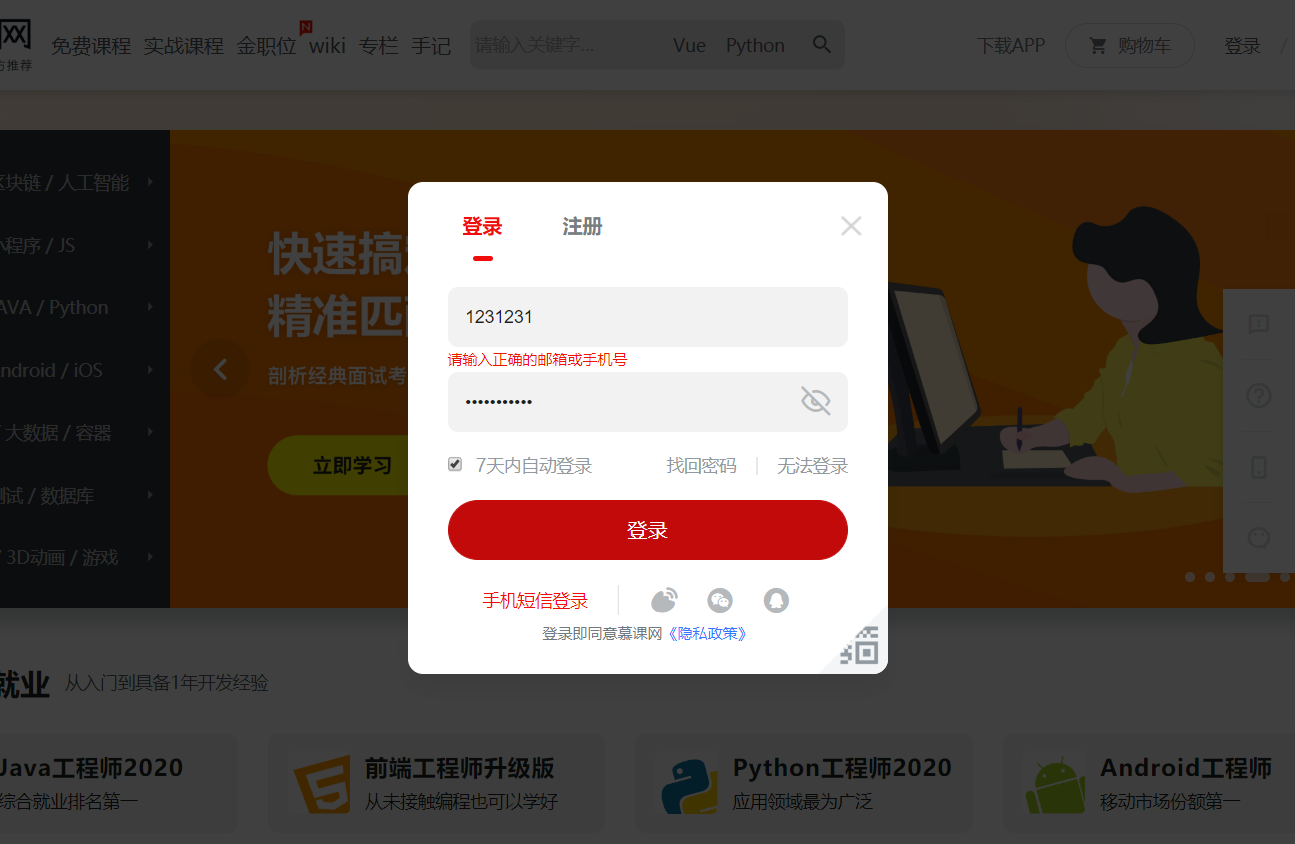 网
方推荐
免费课程 实战课程 金职位 N wiki 专栏 手记
请输入关键字... Vue Python
下载APP 购物车 登录 /
区块链 / 人工智能
小程序 / JS
JAVA / Python
Android / iOS
/ 大数据 / 容器
测试 / 数据库
/ 3D动画 / 游戏
快速搞
精准匹
剖析经典面试考
立即学习
登录 注册
1231231
请输入正确的邮箱或手机号
•••••••••••
7天内自动登录 找回密码 无法登录
登录
手机短信登录
登录即同意慕课网《隐私政策》
就业 从入门到具备1年开发经验
Java工程师2020
综合就业排名第一
前端工程师升级版
从未接触编程也可以学好
Python工程师2020
应用领域最为广泛
Android工程师
移动市场份额第一